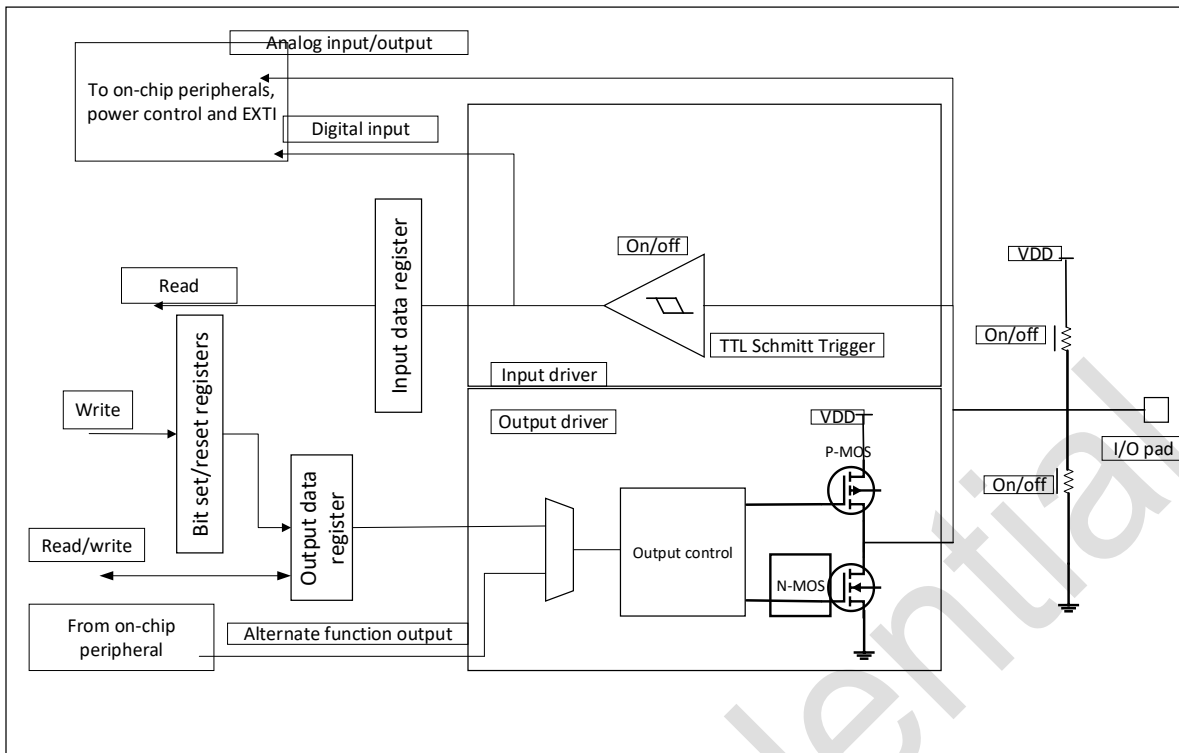 Analog input/output
To on-chip peripherals,
power control and EXTI
Digital input
On/off
Read
Input data register
TTL Schmitt Trigger
Input driver
VDD
On/off
On/off
I/O pad
Write
Bit set/reset registers
Output driver
VDD
P-MOS
Output data
register
Read/write
Output control
N-MOS
From on-chip
peripheral
Alternate function output